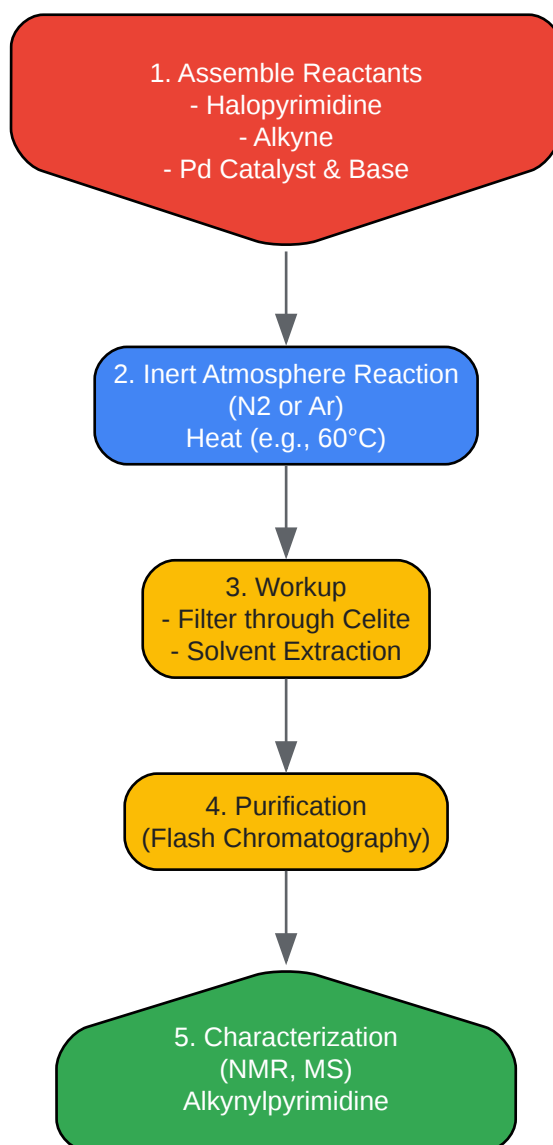 1. Assemble Reactants
- Halopyrimidine
- Alkyne
- Pd Catalyst & Base
2. Inert Atmosphere Reaction
(N2 or Ar)
Heat (e.g., 60°C)
3. Workup
- Filter through Celite
- Solvent Extraction
4. Purification
(Flash Chromatography)
5. Characterization
(NMR, MS)
Alkynylpyrimidine